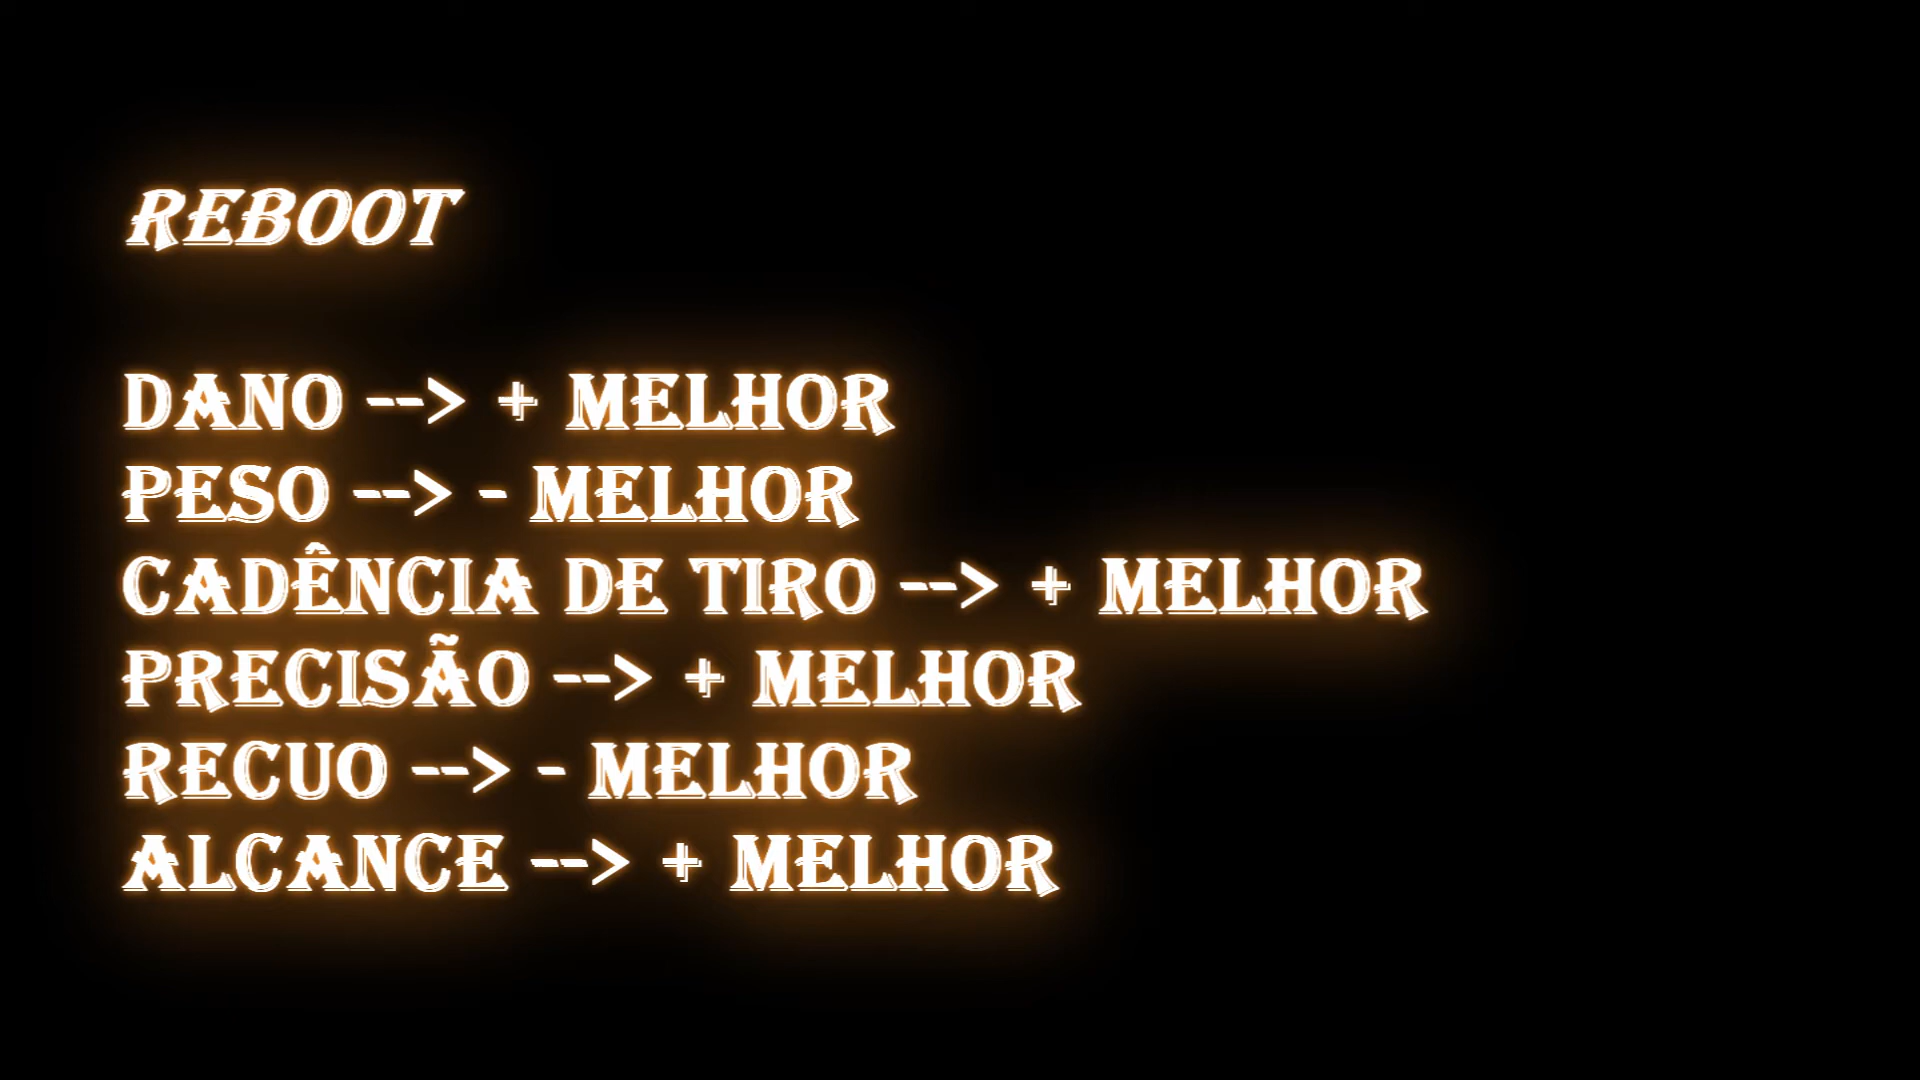 REBOOT
DANO --> + MELHOR
PESO --> - MELHOR
CADÊNCIA DE TIRO --> + MELHOR
PRECISÃO --> + MELHOR
RECUO --> - MELHOR
ALCANCE --> + MELHOR